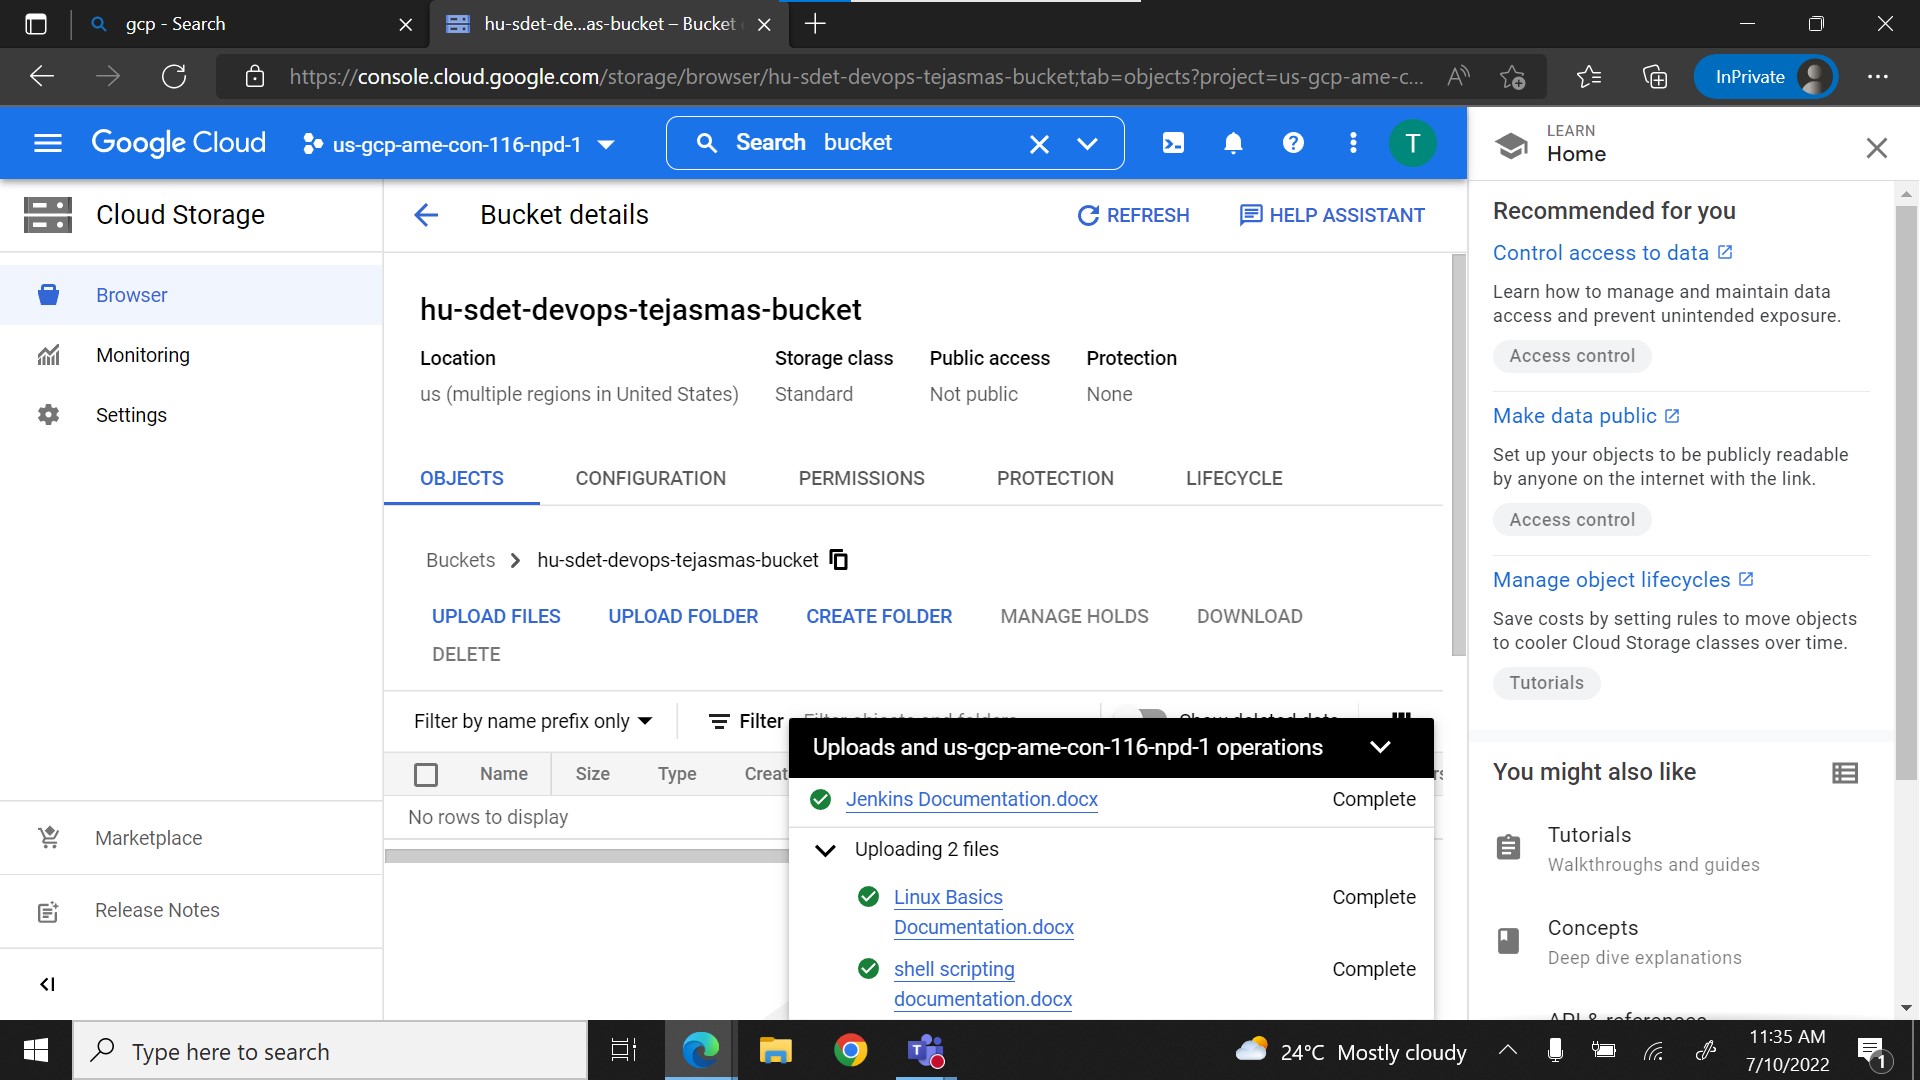 gcp - Search
hu-sdet-de...as-bucket – Bucket
https://console.cloud.google.com/storage/browser/hu-sdet-devops-tejasmas-bucket;tab=objects?project=us-gcp-ame-c...
InPrivate
Google Cloud
us-gcp-ame-con-116-npd-1
Search bucket
T
LEARN
Home
Cloud Storage
Bucket details
REFRESH
HELP ASSISTANT
Browser
Monitoring
Settings
Marketplace
Release Notes
hu-sdet-devops-tejasmas-bucket
Location Storage class Public access Protection
us (multiple regions in United States) Standard Not public None
OBJECTS CONFIGURATION PERMISSIONS PROTECTION LIFECYCLE
Buckets > hu-sdet-devops-tejasmas-bucket
UPLOAD FILES UPLOAD FOLDER CREATE FOLDER MANAGE HOLDS DOWNLOAD
DELETE
Filter by name prefix only
Filter Filter objects and folders
Show deleted data
Name Size Type Creat
No rows to display
Uploads and us-gcp-ame-con-116-npd-1 operations
Jenkins Documentation.docx Complete
Uploading 2 files
Linux Basics Complete
Documentation.docx
shell scripting Complete
documentation.docx
Recommended for you
Control access to data
Learn how to manage and maintain data
access and prevent unintended exposure.
Access control
Make data public
Set up your objects to be publicly readable
by anyone on the internet with the link.
Access control
Manage object lifecycles
Save costs by setting rules to move objects
to cooler Cloud Storage classes over time.
Tutorials
You might also like
Tutorials
Walkthroughs and guides
Concepts
Deep dive explanations
API & references
Type here to search
24°C Mostly cloudy
11:35 AM
7/10/2022
1